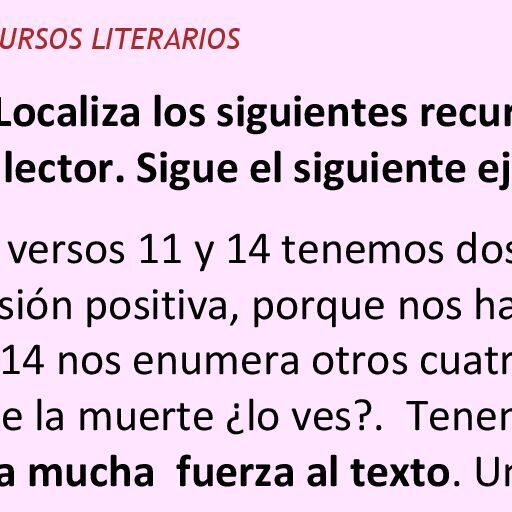 URSOS LITERARIOS
Localiza los siguientes recur
lector. Sigue el siguiente ej
versos 11 y 14 tenemos dos
sión positiva, porque nos ha
14 nos enumera otros cuatr
e la muerte ¿lo ves?. Tener
a mucha fuerza al texto. Un